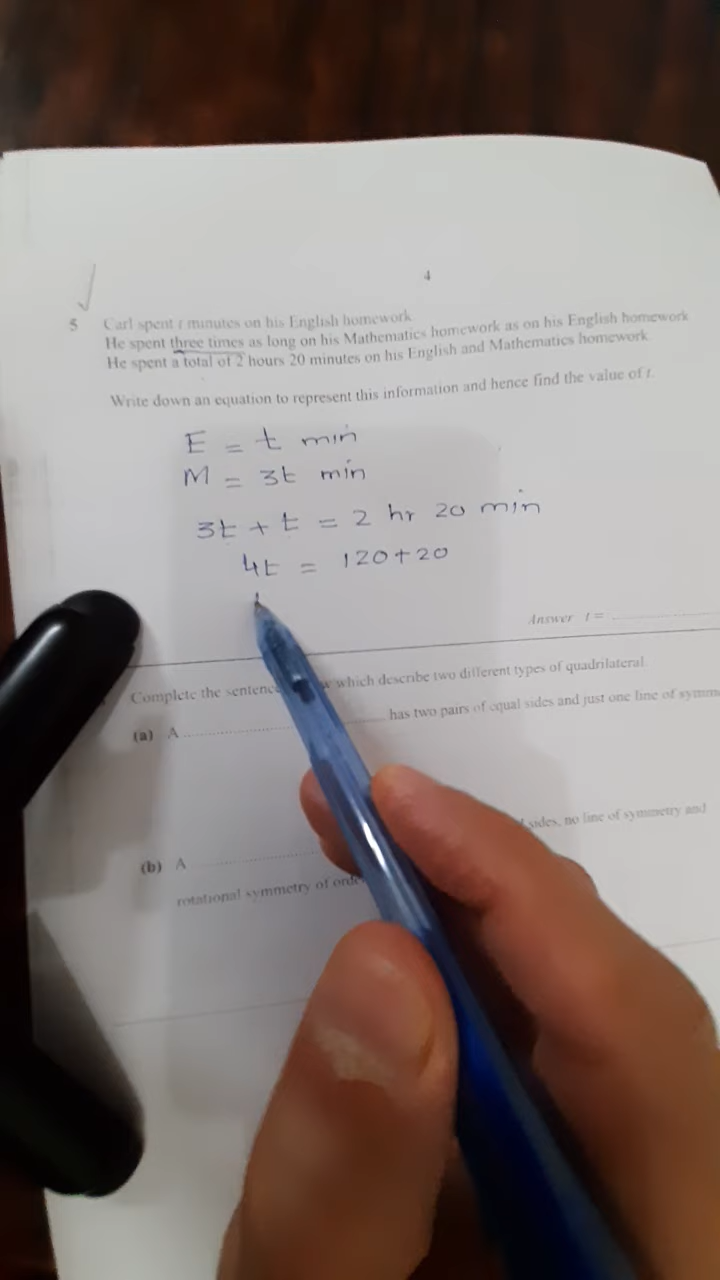 4
5 Carl spent t minutes on his English homework
He spent three times as long on his Mathematics homework as on his English homework
He spent a total of 2 hours 20 minutes on his English and Mathematics homework
Write down an equation to represent this information and hence find the value of t.
E = t min
M = 3t min
3t + t = 2 hr 20 min
4t = 120+20
Answer t = ..........
Complete the sentence which describe two different types of quadrilateral
(a) A .......... has two pairs of equal sides and just one line of
(b) A .......... sides, no line of symmetry and
rotational symmetry of